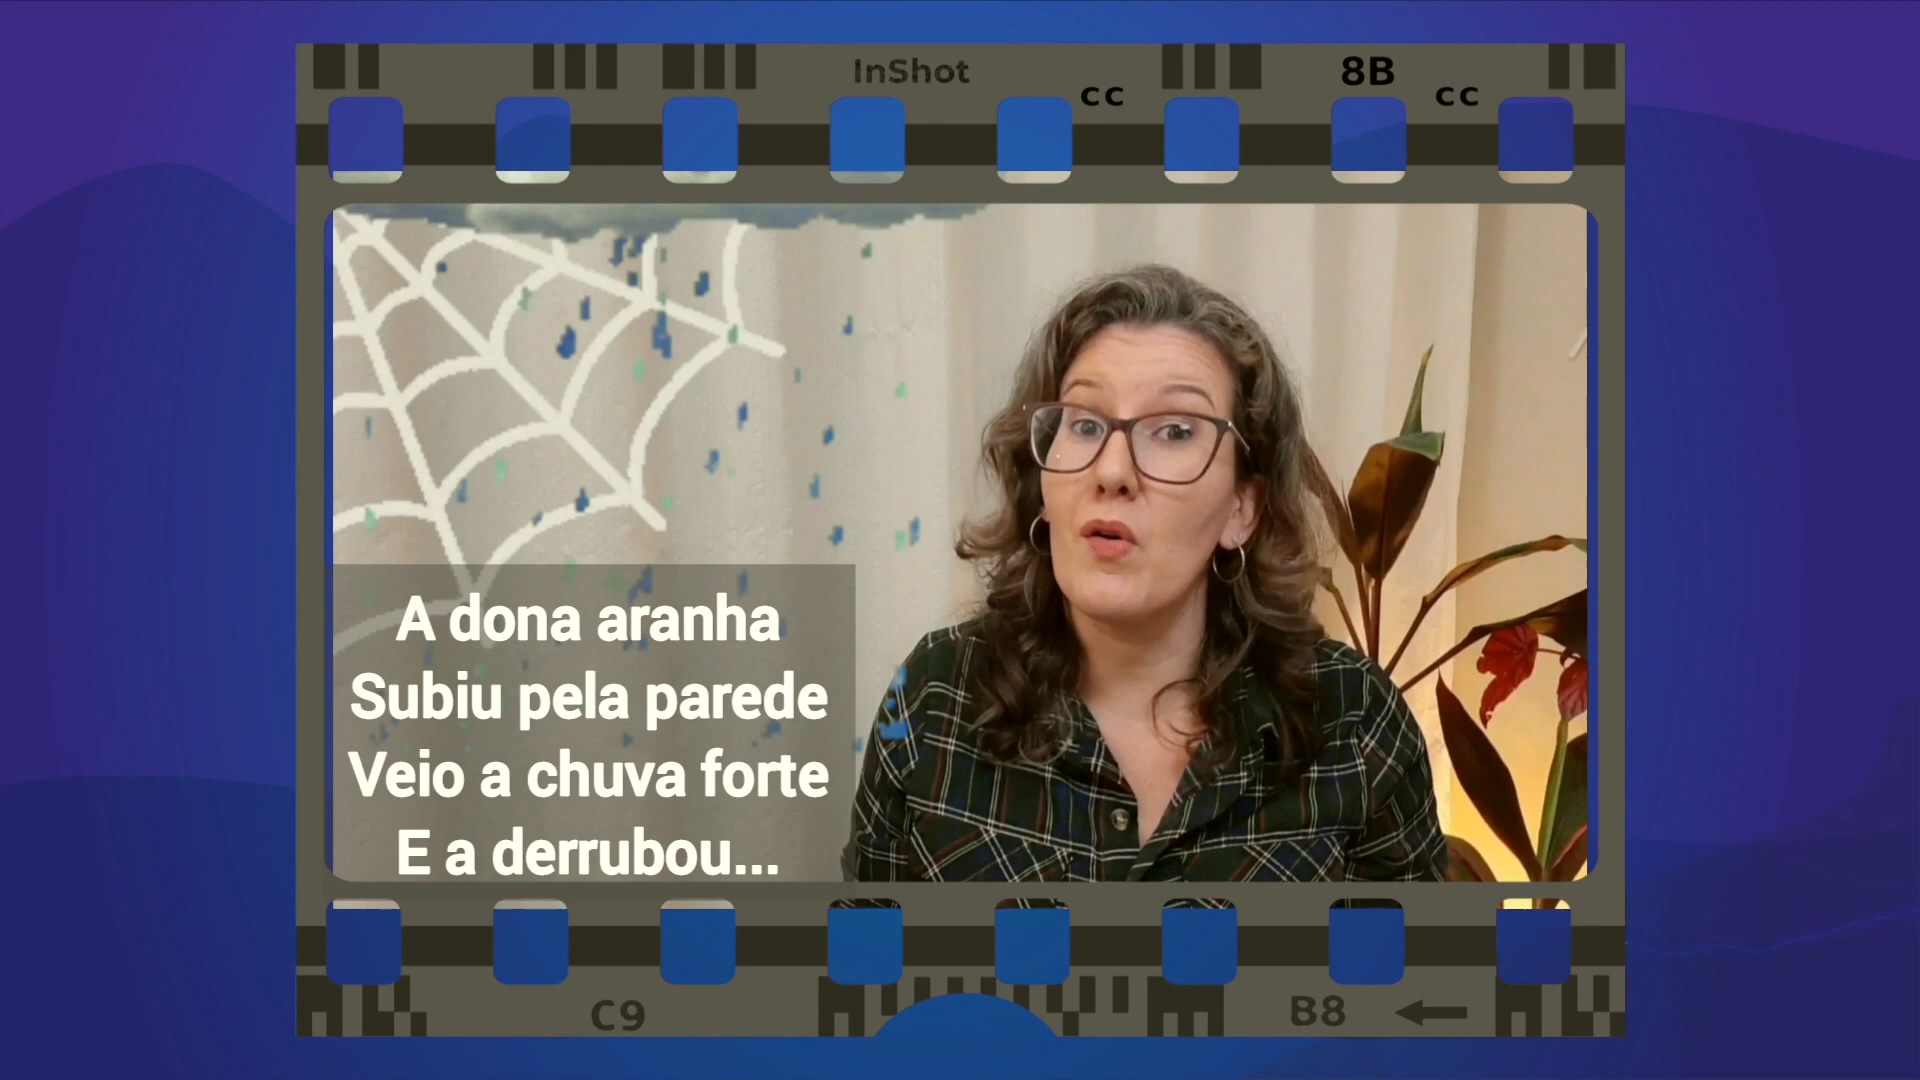 InShot
8B
cc
cc
A dona aranha
Subiu pela parede
Veio a chuva forte
E a derrubou...
C9
B8